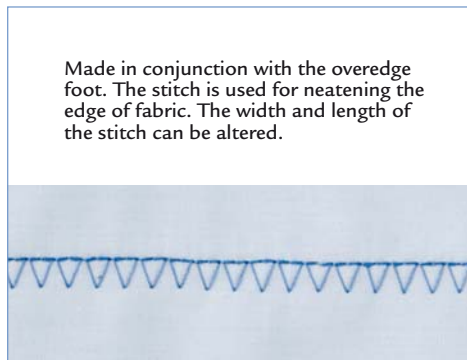 Made in conjunction with the overedge
foot. The stitch is used for neatening the
edge of fabric. The width and length of
the stitch can be altered.